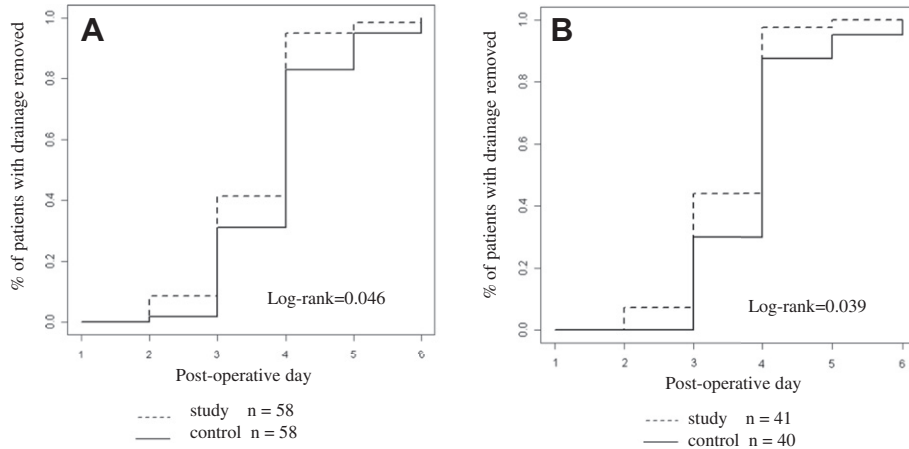 A
% of patients with drainage removed
1.0
0.8
0.6
0.4
0.2
0.0
Log-rank=0.046
1 2 3 4 5 6
Post-operative day
study n = 58
control n = 58
B
% of patients with drainage removed
1.0
0.8
0.6
0.4
0.2
0.0
Log-rank=0.039
1 2 3 4 5 6
Post-operative day
study n = 41
control n = 40